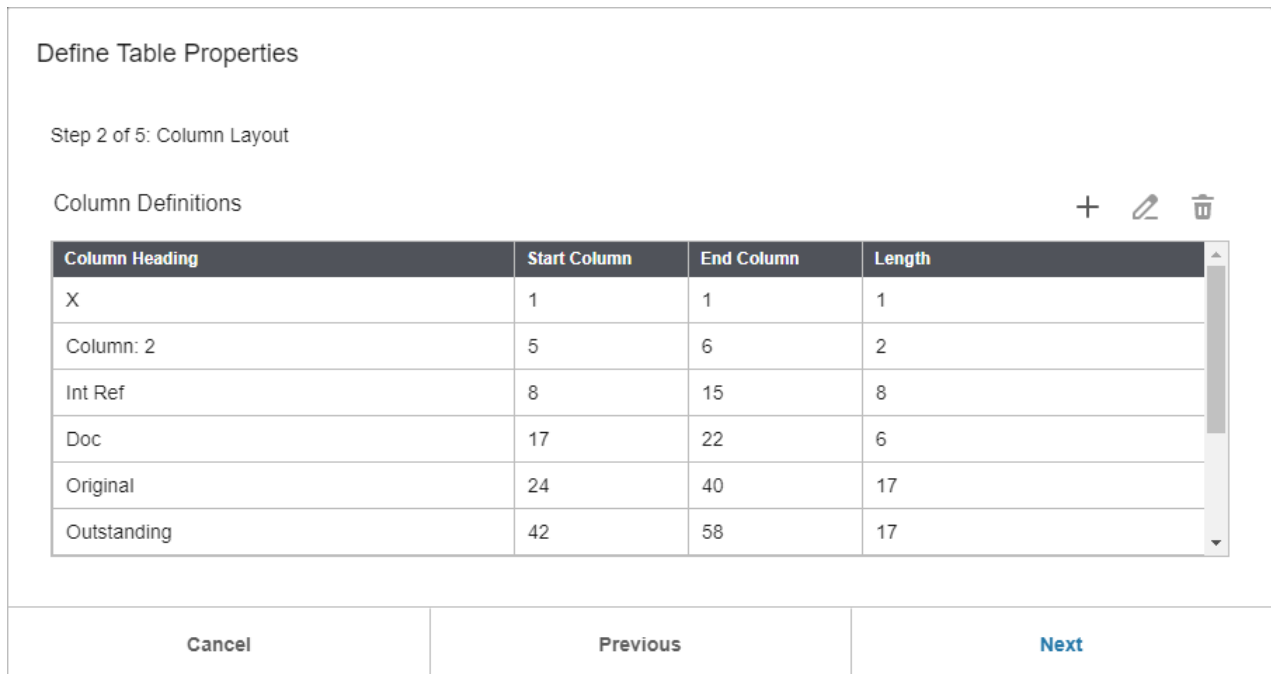 Define Table Properties
Step 2 of 5: Column Layout
Column Definitions
Column Heading Start Column End Column Length
X 1 1 1
Column: 2 5 6 2
Int Ref 8 15 8
Doc 17 22 6
Original 24 40 17
Outstanding 42 58 17
Cancel Previous Next